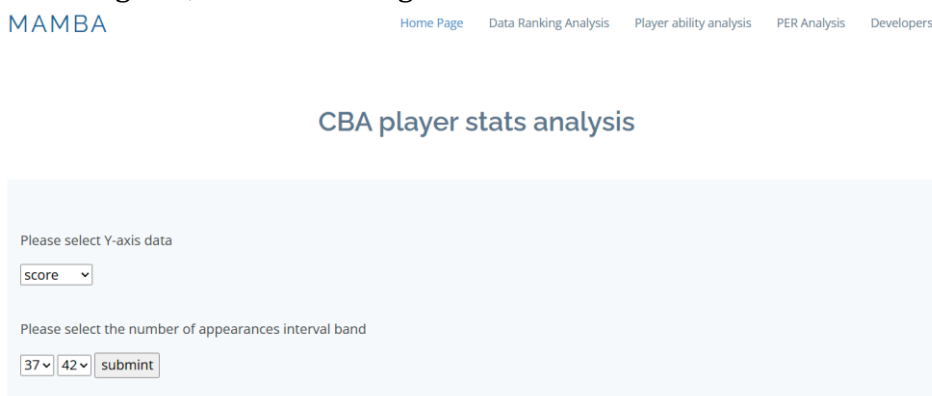 MAMBA
Home Page Data Ranking Analysis Player ability analysis PER Analysis Developers
CBA player stats analysis
Please select Y-axis data
score
Please select the number of appearances interval band
37 42 submint